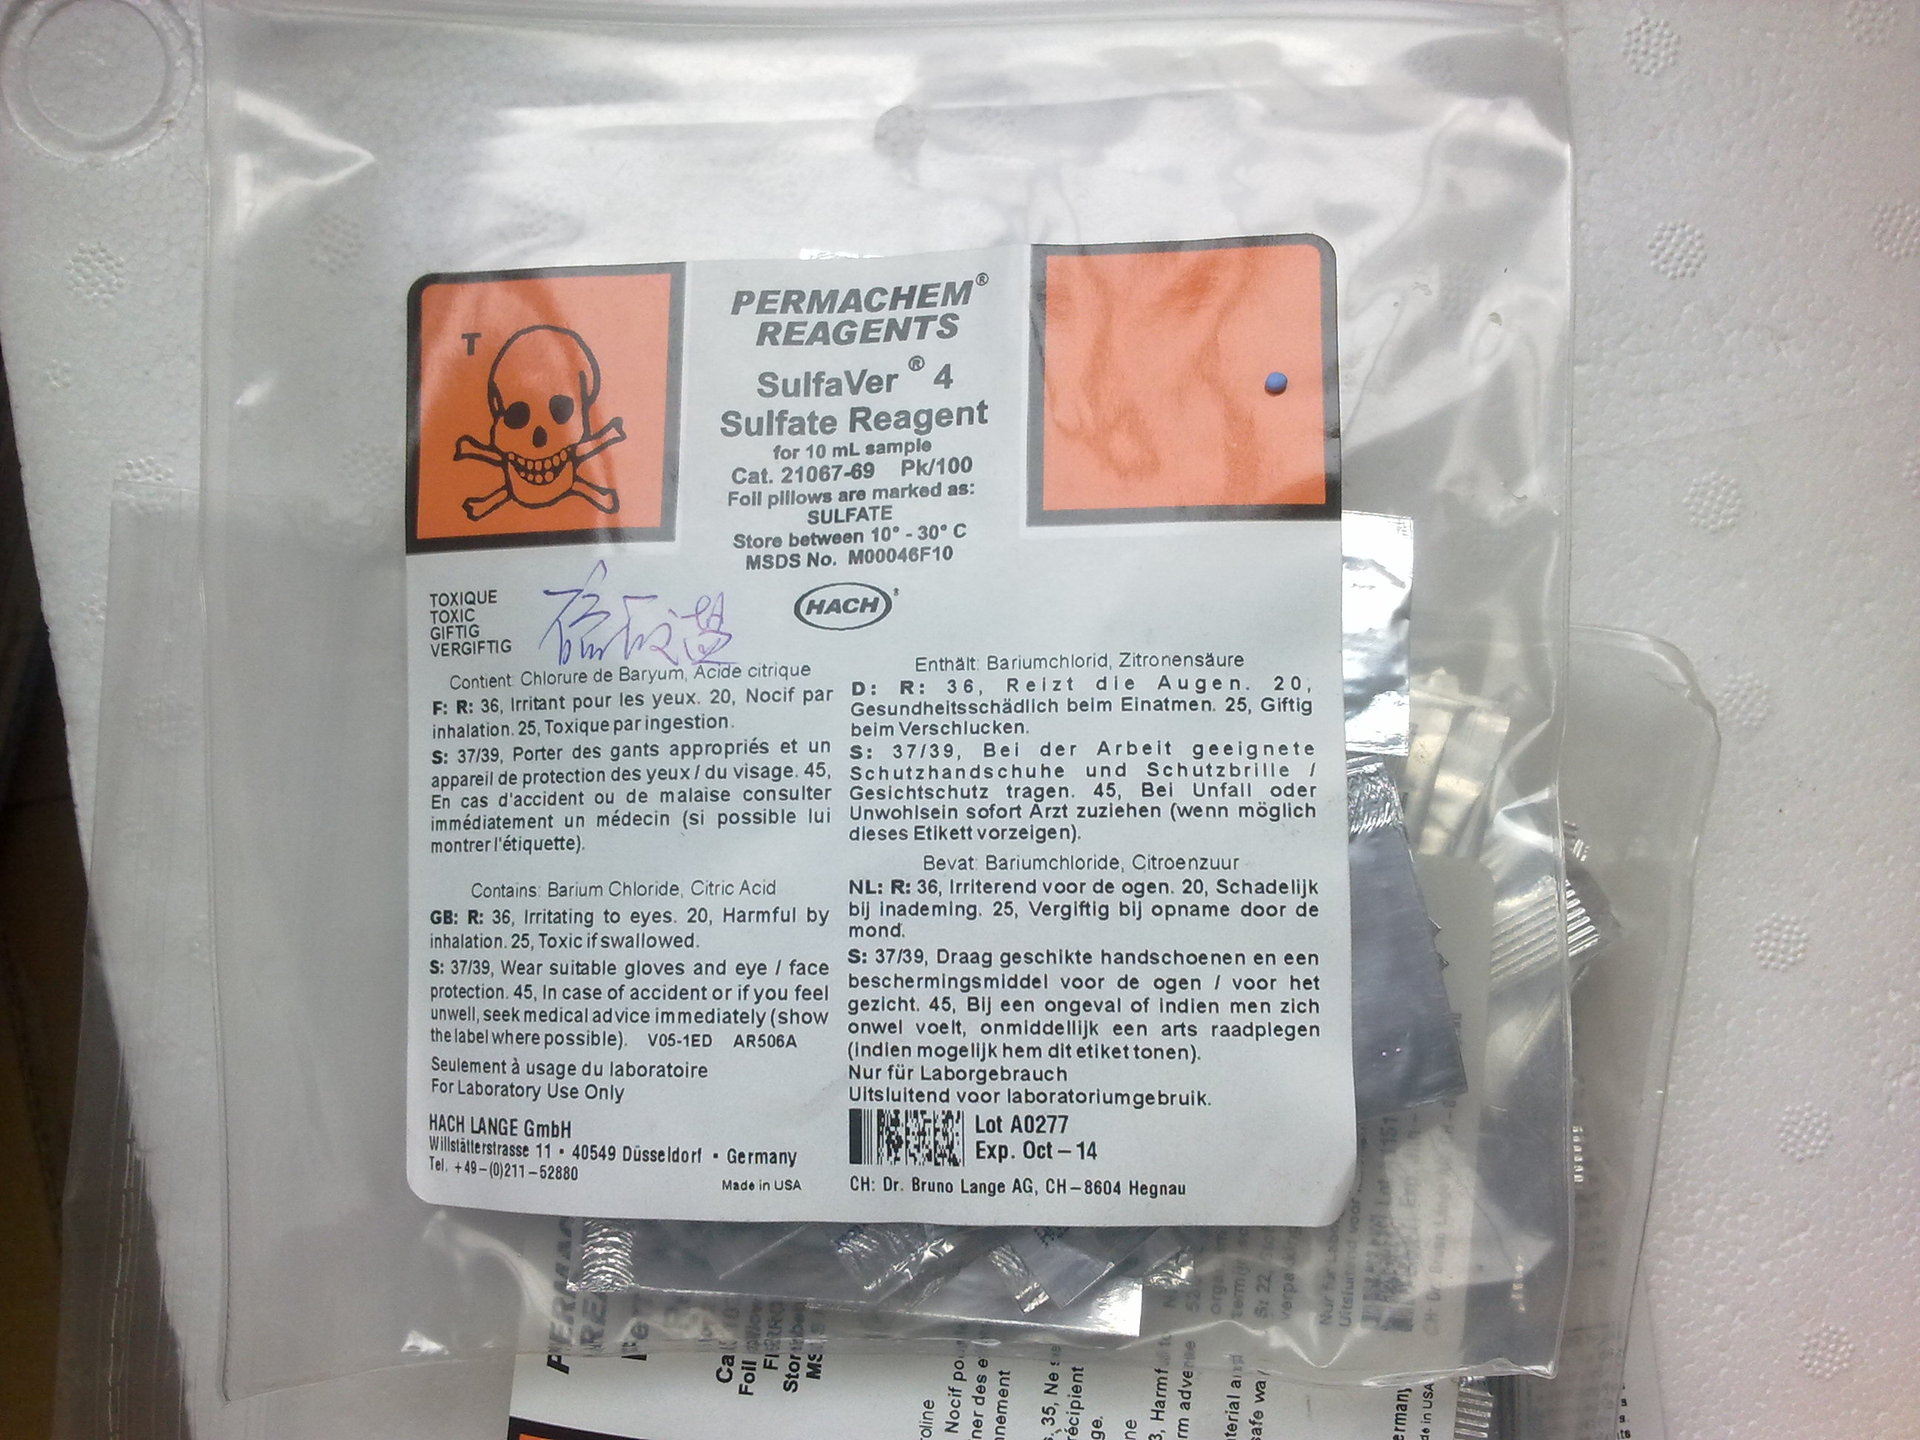 T
PERMACHEM®
REAGENTS
SulfaVer® 4
Sulfate Reagent
for 10 mL sample
Cat. 21067-69 Pk/100
Foil pillows are marked as:
SULFATE
Store between 10° - 30° C
MSDS No. M00046F10
HACH®
TOXIQUE
TOXIC
GIFTIG
VERGIFTIG
Contient: Chlorure de Baryum, Acide citrique
F: R: 36, Irritant pour les yeux. 20, Nocif par
inhalation. 25, Toxique par ingestion.
S: 37/39, Porter des gants appropriés et un
appareil de protection des yeux / du visage. 45,
En cas d'accident ou de malaise consulter
immédiatement un médecin (si possible lui
montrer l'étiquette).
Contains: Barium Chloride, Citric Acid
GB: R: 36, Irritating to eyes. 20, Harmful by
inhalation. 25, Toxic if swallowed.
S: 37/39, Wear suitable gloves and eye / face
protection. 45, In case of accident or if you feel
unwell, seek medical advice immediately (show
the label where possible). V05-1ED AR506A
Seulement à usage du laboratoire
For Laboratory Use Only
HACH LANGE GmbH
Willstätterstrasse 11 • 40549 Düsseldorf • Germany
Tel. +49-(0)211-52880
Made in USA
Enthält: Bariumchlorid, Zitronensäure
D: R: 36, Reizt die Augen. 20,
Gesundheitsschädlich beim Einatmen. 25, Giftig
beim Verschlucken.
S: 37/39, Bei der Arbeit geeignete
Schutzhandschuhe und Schutzbrille /
Gesichtschutz tragen. 45, Bei Unfall oder
Unwohlsein sofort Arzt zuziehen (wenn möglich
dieses Etikett vorzeigen).
Bevat: Bariumchloride, Citroenzuur
NL: R: 36, Irriterend voor de ogen. 20, Schadelijk
bij inademing. 25, Vergiftig bij opname door de
mond.
S: 37/39, Draag geschikte handschoenen en een
beschermingsmiddel voor de ogen / voor het
gezicht. 45, Bij een ongeval of indien men zich
onwel voelt, onmiddellijk een arts raadplegen
(indien mogelijk hem dit etiket tonen).
Nur für Laborgebrauch
Uitsluitend voor laboratoriumgebruik.
Lot A0277
Exp. Oct-14
CH: Dr. Bruno Lange AG, CH-8604 Hegnau